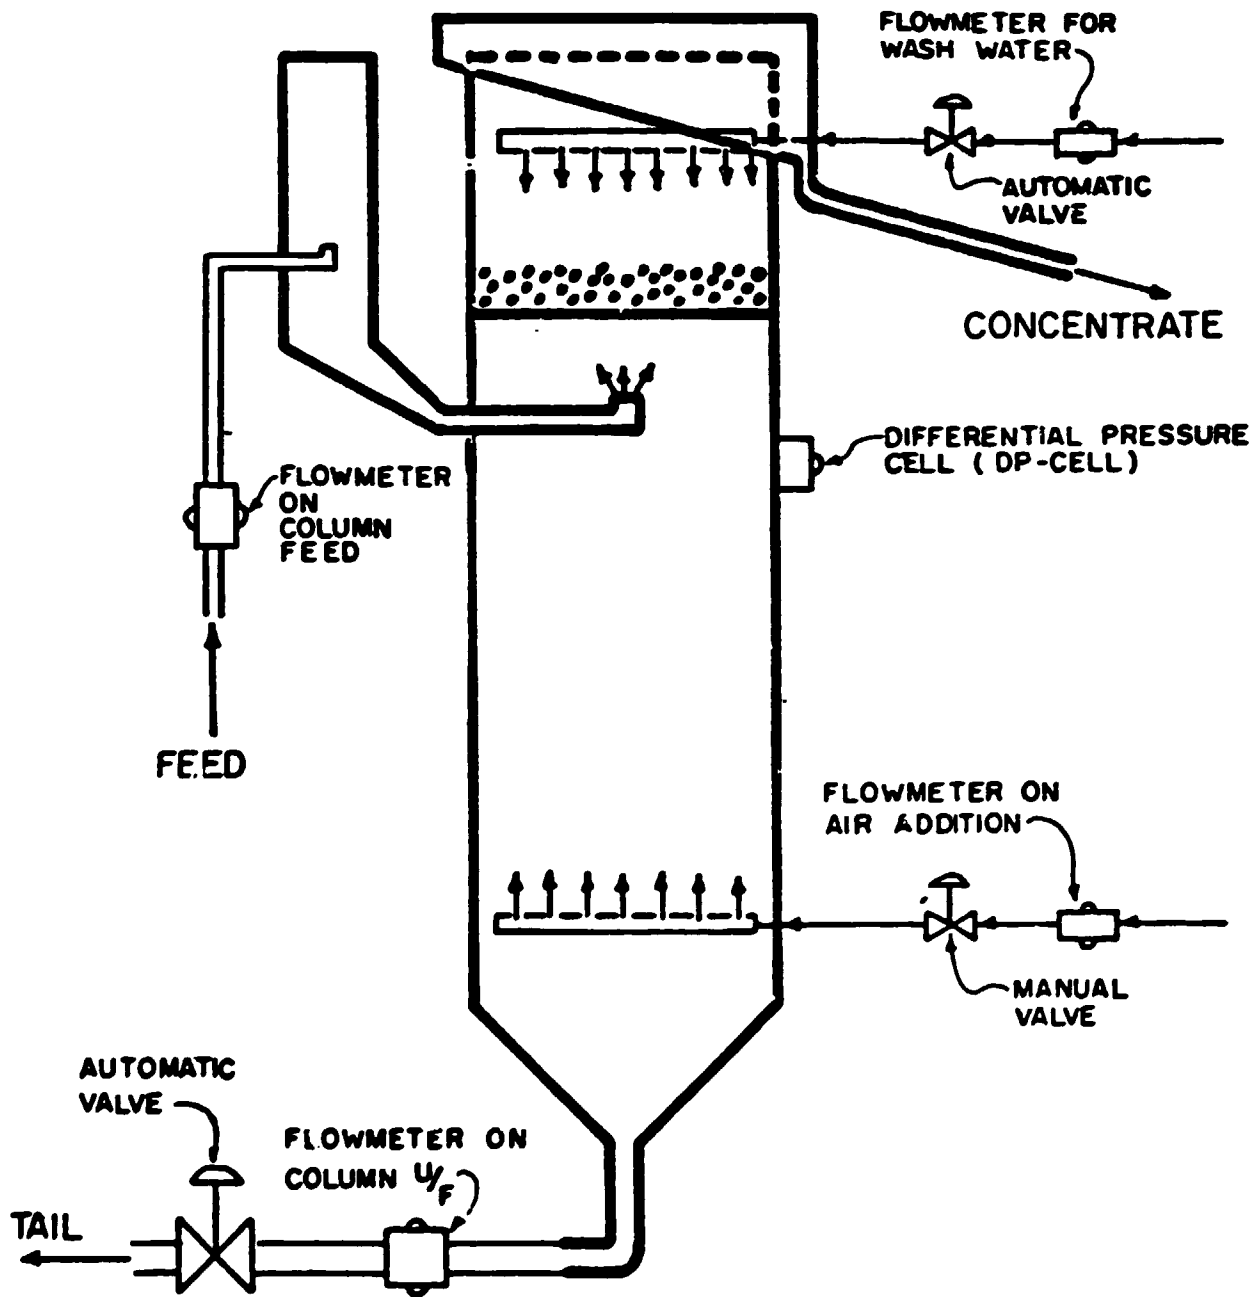 FLOWMETER FOR
WASH WATER
AUTOMATIC
VALVE
CONCENTRATE
DIFFERENTIAL PRESSURE
CELL ( DP-CELL )
FLOWMETER
ON
COLUMN
FEED
FEED
FLOWMETER ON
AIR ADDITION
MANUAL
VALVE
AUTOMATIC
VALVE
FLOWMETER ON
COLUMN U/F
TAIL